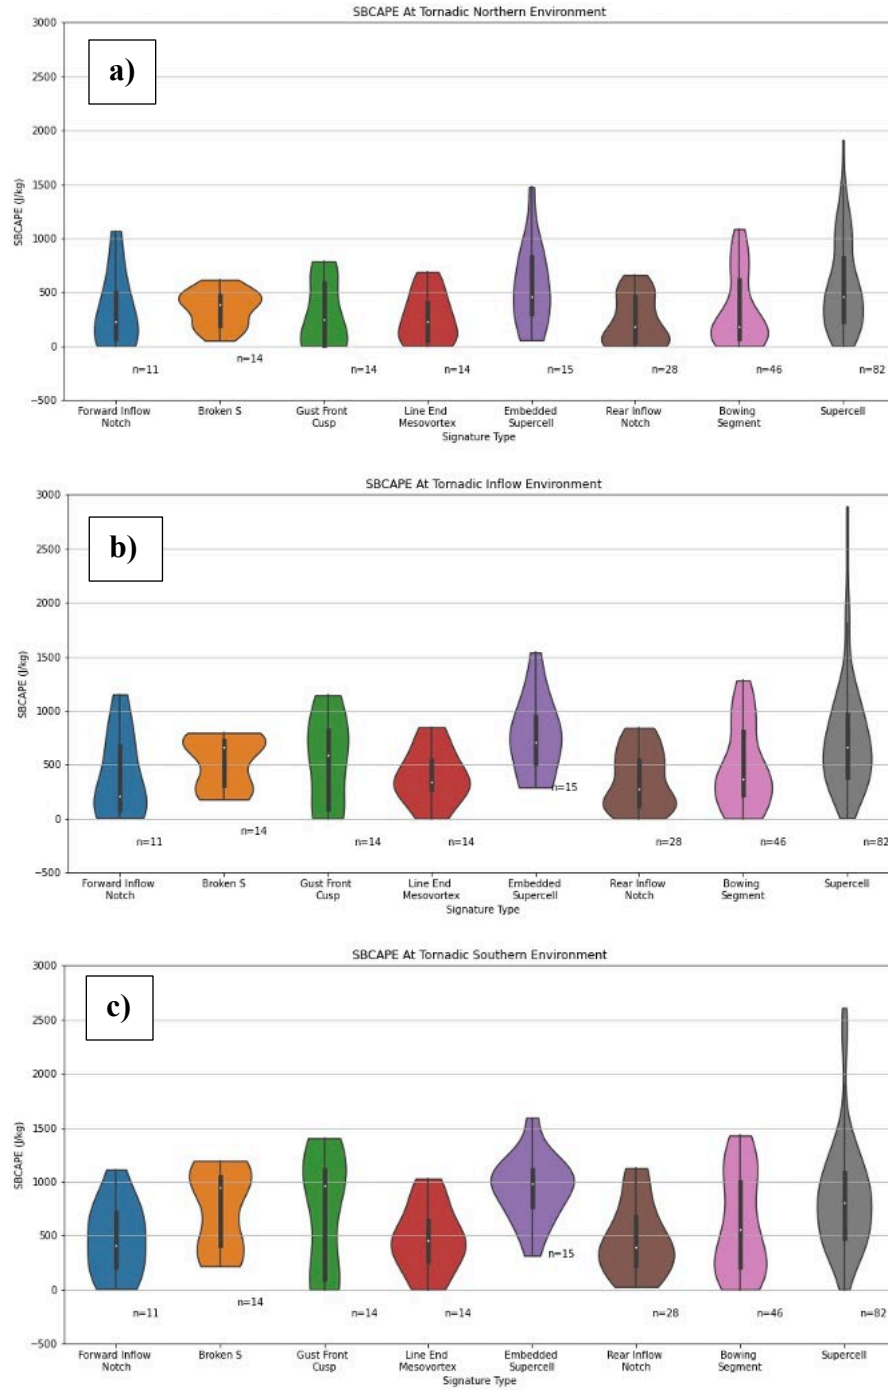 SBCAPE At Tornadic Northern Environment
a)
3000
2500
2000
1500
1000
500
0
−500
SBCAPE (J/kg)
n=11
n=14
n=14
n=14
n=15
n=28
n=46
n=82
Forward Inflow
Notch
Broken S
Gust Front
Cusp
Line End
Mesovortex
Embedded
Supercell
Rear Inflow
Notch
Bowing
Segment
Supercell
Signature Type
SBCAPE At Tornadic Inflow Environment
b)
3000
2500
2000
1500
1000
500
0
−500
SBCAPE (J/kg)
n=11
n=14
n=14
n=14
n=15
n=28
n=46
n=82
Forward Inflow
Notch
Broken S
Gust Front
Cusp
Line End
Mesovortex
Embedded
Supercell
Rear Inflow
Notch
Bowing
Segment
Supercell
Signature Type
SBCAPE At Tornadic Southern Environment
c)
3000
2500
2000
1500
1000
500
0
−500
SBCAPE (J/kg)
n=11
n=14
n=14
n=14
n=15
n=28
n=46
n=82
Forward Inflow
Notch
Broken S
Gust Front
Cusp
Line End
Mesovortex
Embedded
Supercell
Rear Inflow
Notch
Bowing
Segment
Supercell
Signature Type